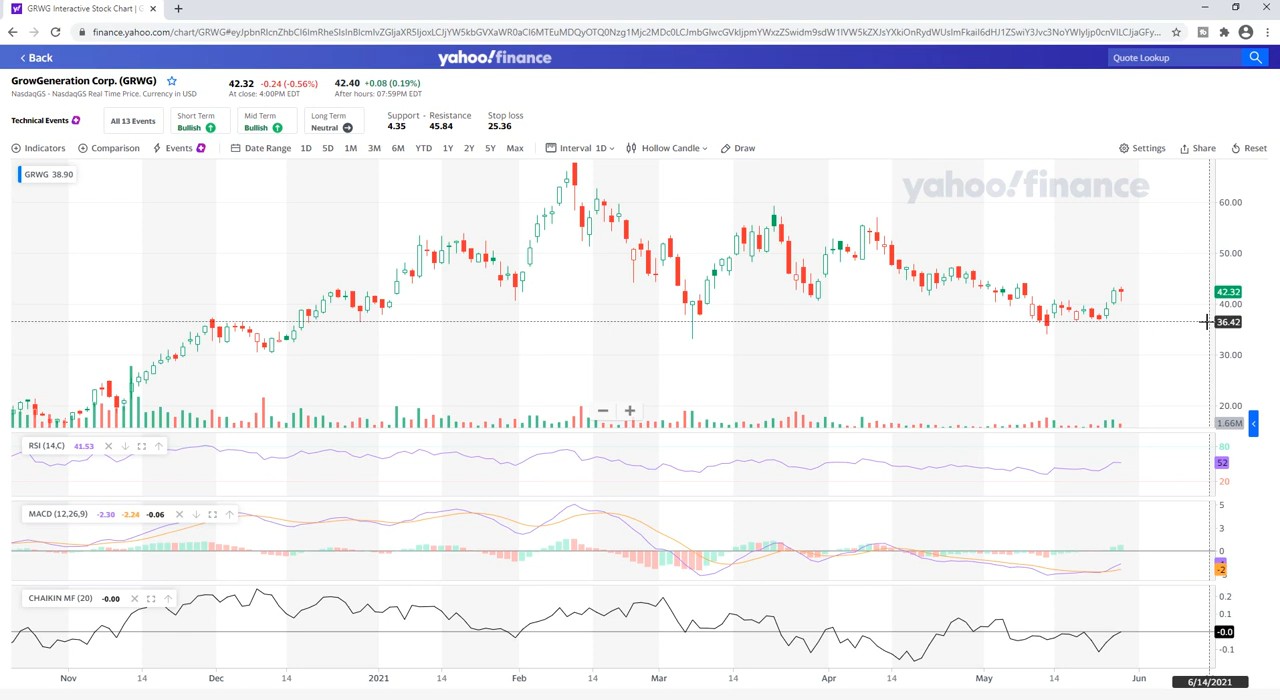 GRWG Interactive Stock Chart | G
finance.yahoo.com/chart/GRWG
Back
yahoo!finance
Quote Lookup
GrowGeneration Corp. (GRWG)
NasdaqGS - NasdaqGS Real Time Price. Currency in USD
42.32 -0.24 (-0.56%)
At close: 4:00PM EDT
42.40 +0.08 (0.19%)
After hours: 07:59PM EDT
Technical Events
All 13 Events
Short Term
Bullish
Mid Term
Bullish
Long Term
Neutral
Support - Resistance
4.35 45.84
Stop loss
25.36
Indicators Comparison Events Date Range 1D 5D 1M 3M 6M YTD 1Y 2Y 5Y Max Interval 1D Hollow Candle Draw Settings Share Reset
GRWG 38.90
yahoo!finance
60.00
50.00
42.32
40.00
36.42
30.00
20.00
1.66M
RSI (14,C) 41.53
80
52
20
MACD (12,26,9) -2.30 -2.24 -0.06
5
3
0
-2
CHAIKIN MF (20) -0.00
0.2
0.1
-0.0
-0.1
Nov 14 Dec 14 2021 14 Feb 14 Mar 14 Apr 14 May 14 Jun 6/14/2021